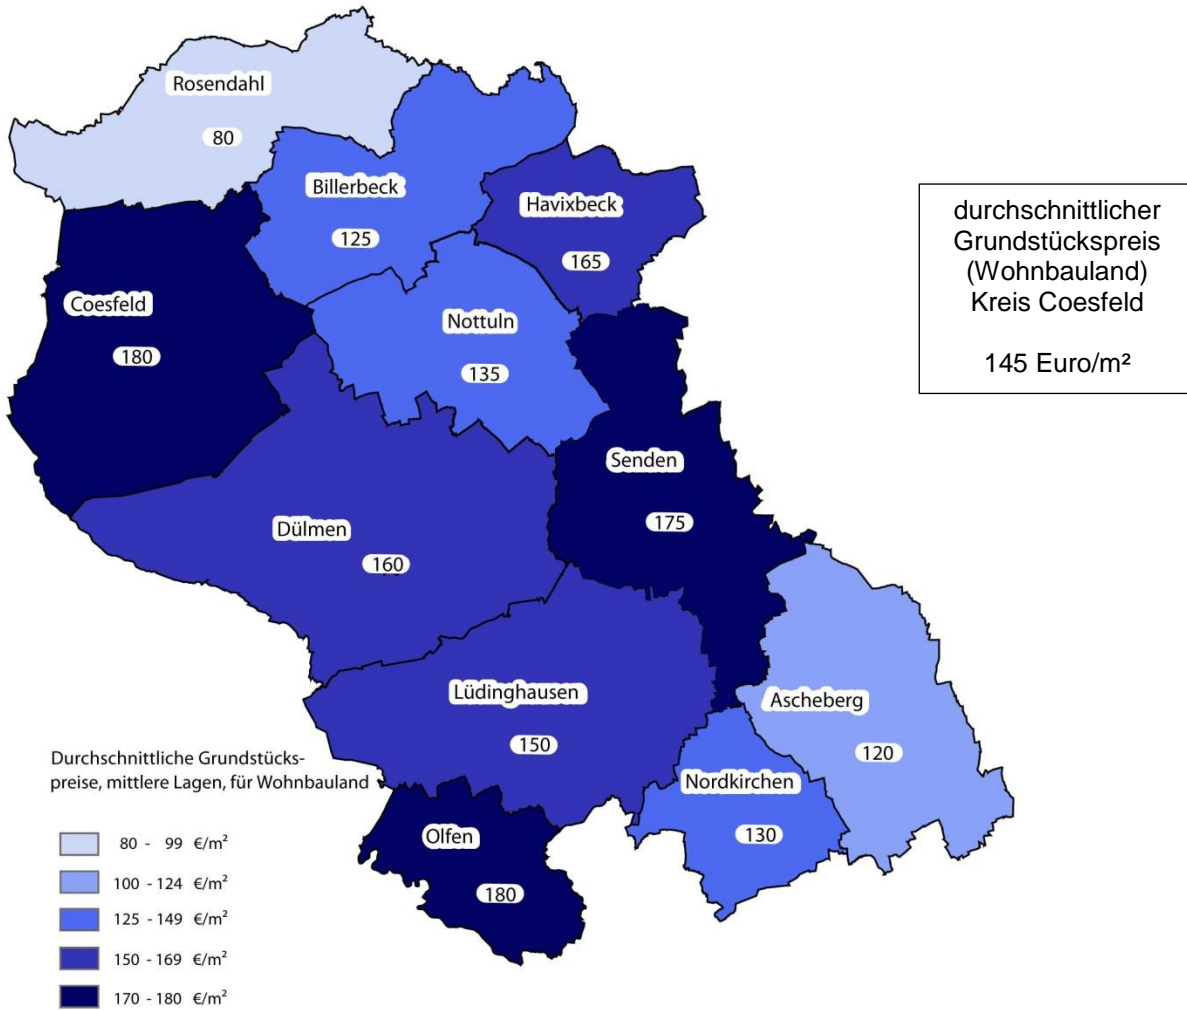 Rosendahl
80
Billerbeck
125
Havixbeck
165
durchschnittlicher
Grundstückspreis
(Wohnbauland)
Kreis Coesfeld
145 Euro/m²
Coesfeld
180
Nottuln
135
Senden
175
Dülmen
160
Lüdinghausen
150
Ascheberg
120
Nordkirchen
130
Olfen
180
Durchschnittliche Grundstücks-
preise, mittlere Lagen, für Wohnbauland
80 - 99 €/m²
100 - 124 €/m²
125 - 149 €/m²
150 - 169 €/m²
170 - 180 €/m²